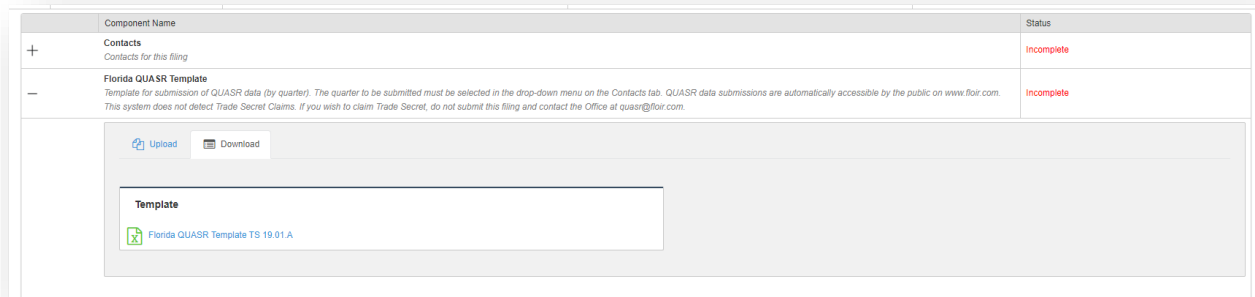 Component Name
Status
Contacts
Contacts for this filing
Incomplete
Florida QUASR Template
Template for submission of QUASR data (by quarter). The quarter to be submitted must be selected in the drop-down menu on the Contacts tab. QUASR data submissions are automatically accessible by the public on www.floir.com.
This system does not detect Trade Secret Claims. If you wish to claim Trade Secret, do not submit this filing and contact the Office at quasr@floir.com.
Incomplete
Upload
Download
Template
Florida QUASR Template TS 19.01.A